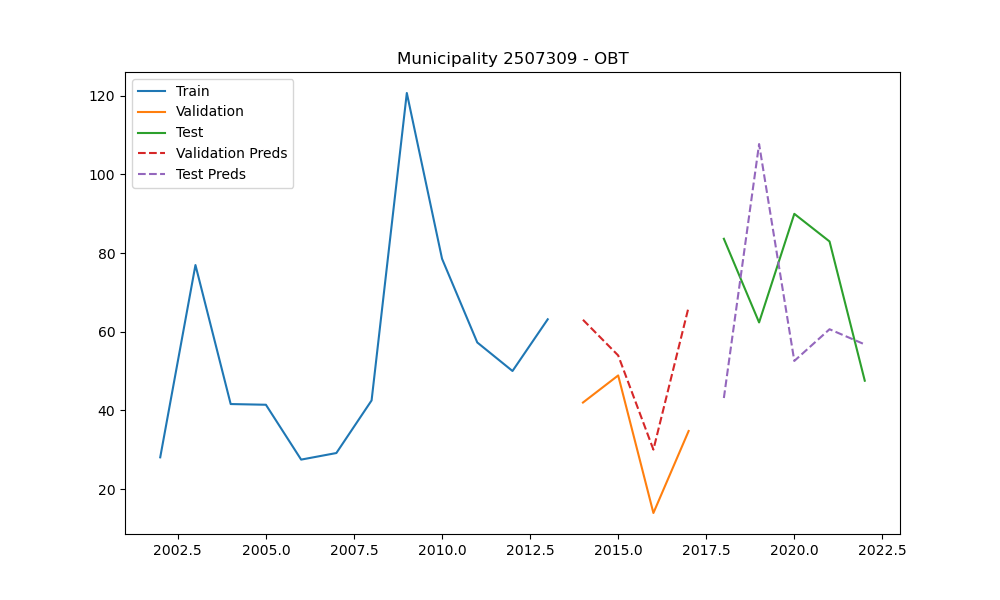 Municipality 2507309 - OBT
Train
Validation
Test
Validation Preds
Test Preds
120
100
80
60
40
20
2002.5 2005.0 2007.5 2010.0 2012.5 2015.0 2017.5 2020.0 2022.5